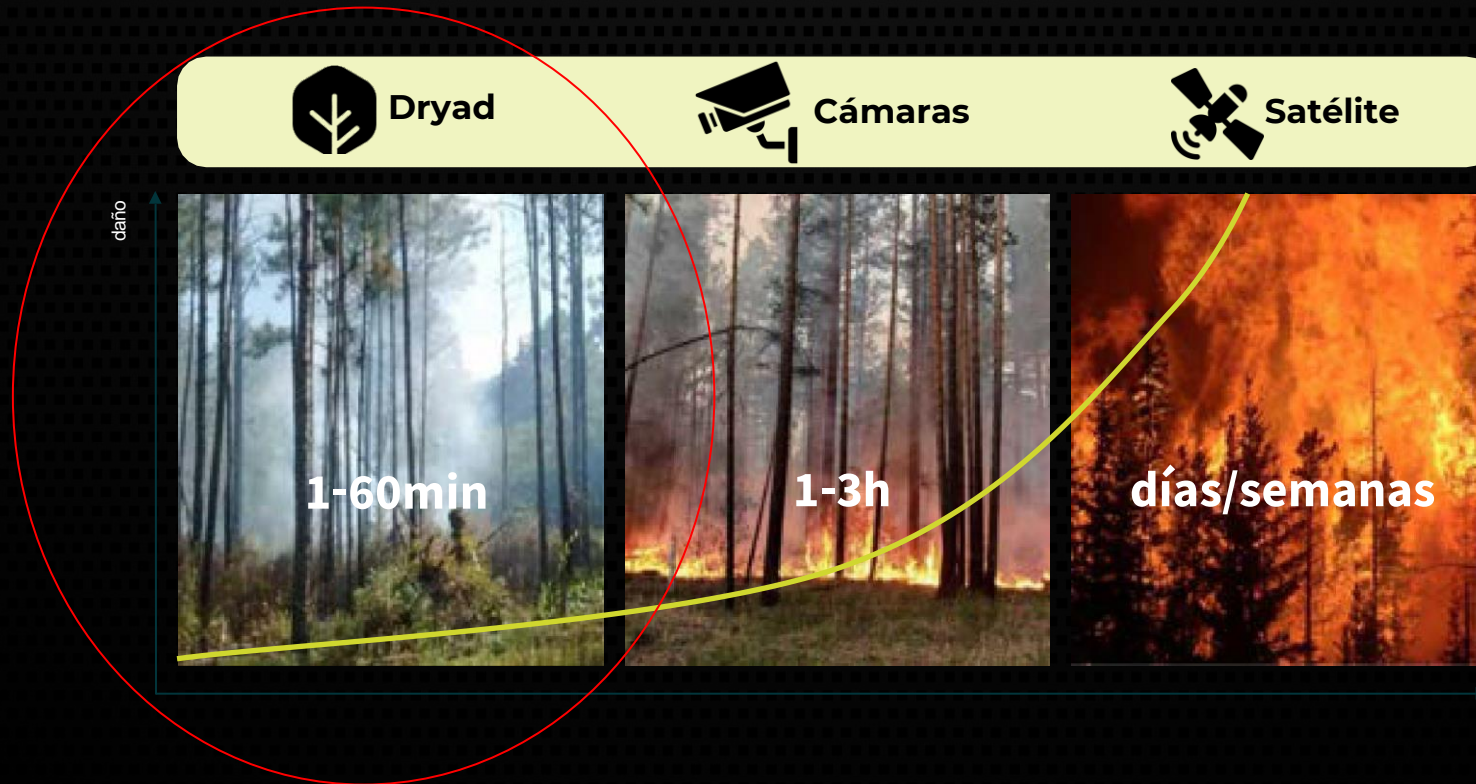 Dryad
Cámaras
Satélite
daño
1-60min
1-3h
días/semanas